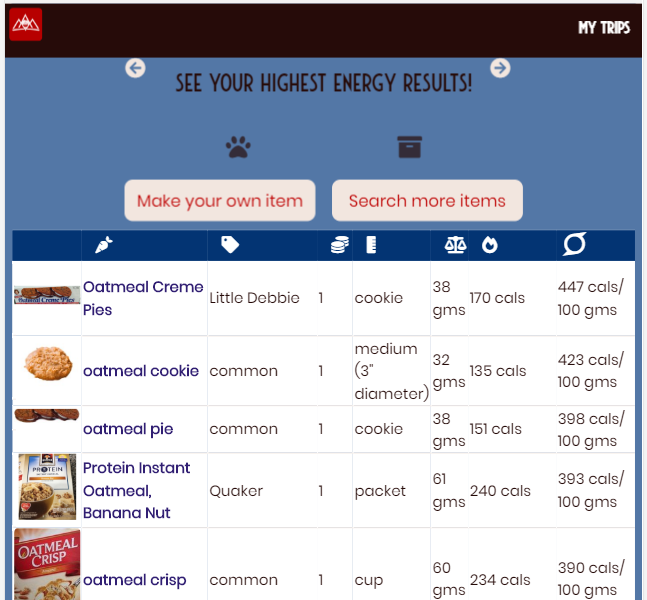 MY TRIPS
SEE YOUR HIGHEST ENERGY RESULTS!
Make your own item
Search more items
Oatmeal Creme
Pies
Little Debbie
1
cookie
38
gms
170 cals
447 cals/
100 gms
oatmeal cookie
common
1
medium
(3"
diameter)
32
gms
135 cals
423 cals/
100 gms
oatmeal pie
common
1
cookie
38
gms
151 cals
398 cals/
100 gms
PROTEIN
Protein Instant
Oatmeal,
Banana Nut
Quaker
1
packet
61
gms
240 cals
393 cals/
100 gms
OATMEAL
CRISP
oatmeal crisp
common
1
cup
60
gms
234 cals
390 cals/
100 gms